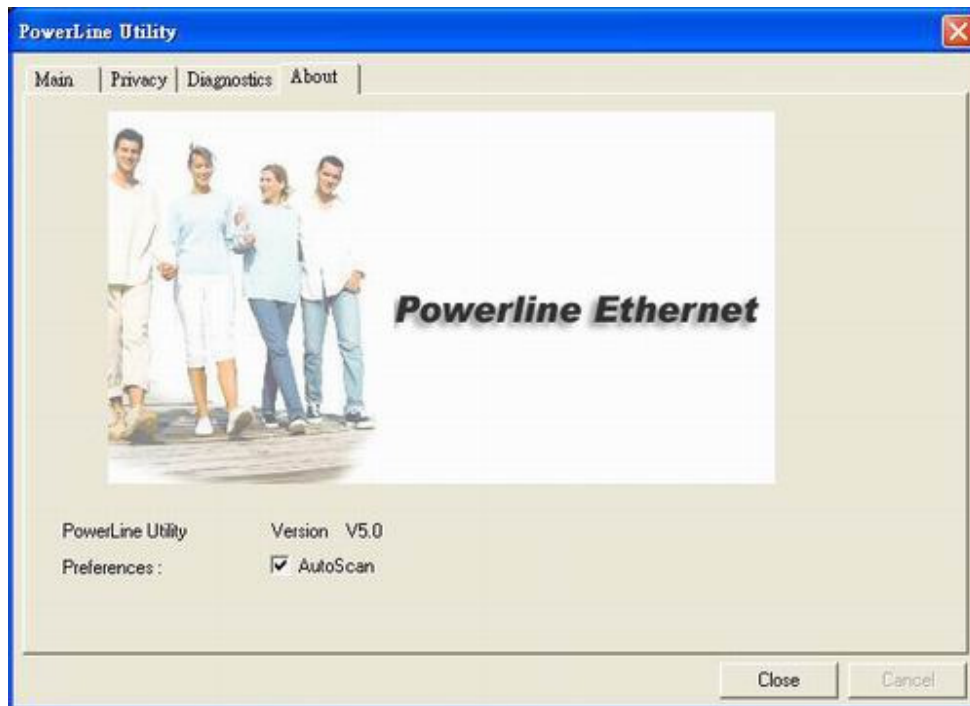 PowerLine Utility
Main Privacy Diagnostics About
Powerline Ethernet
PowerLine Utility Version V5.0
Preferences : AutoScan
Close Cancel